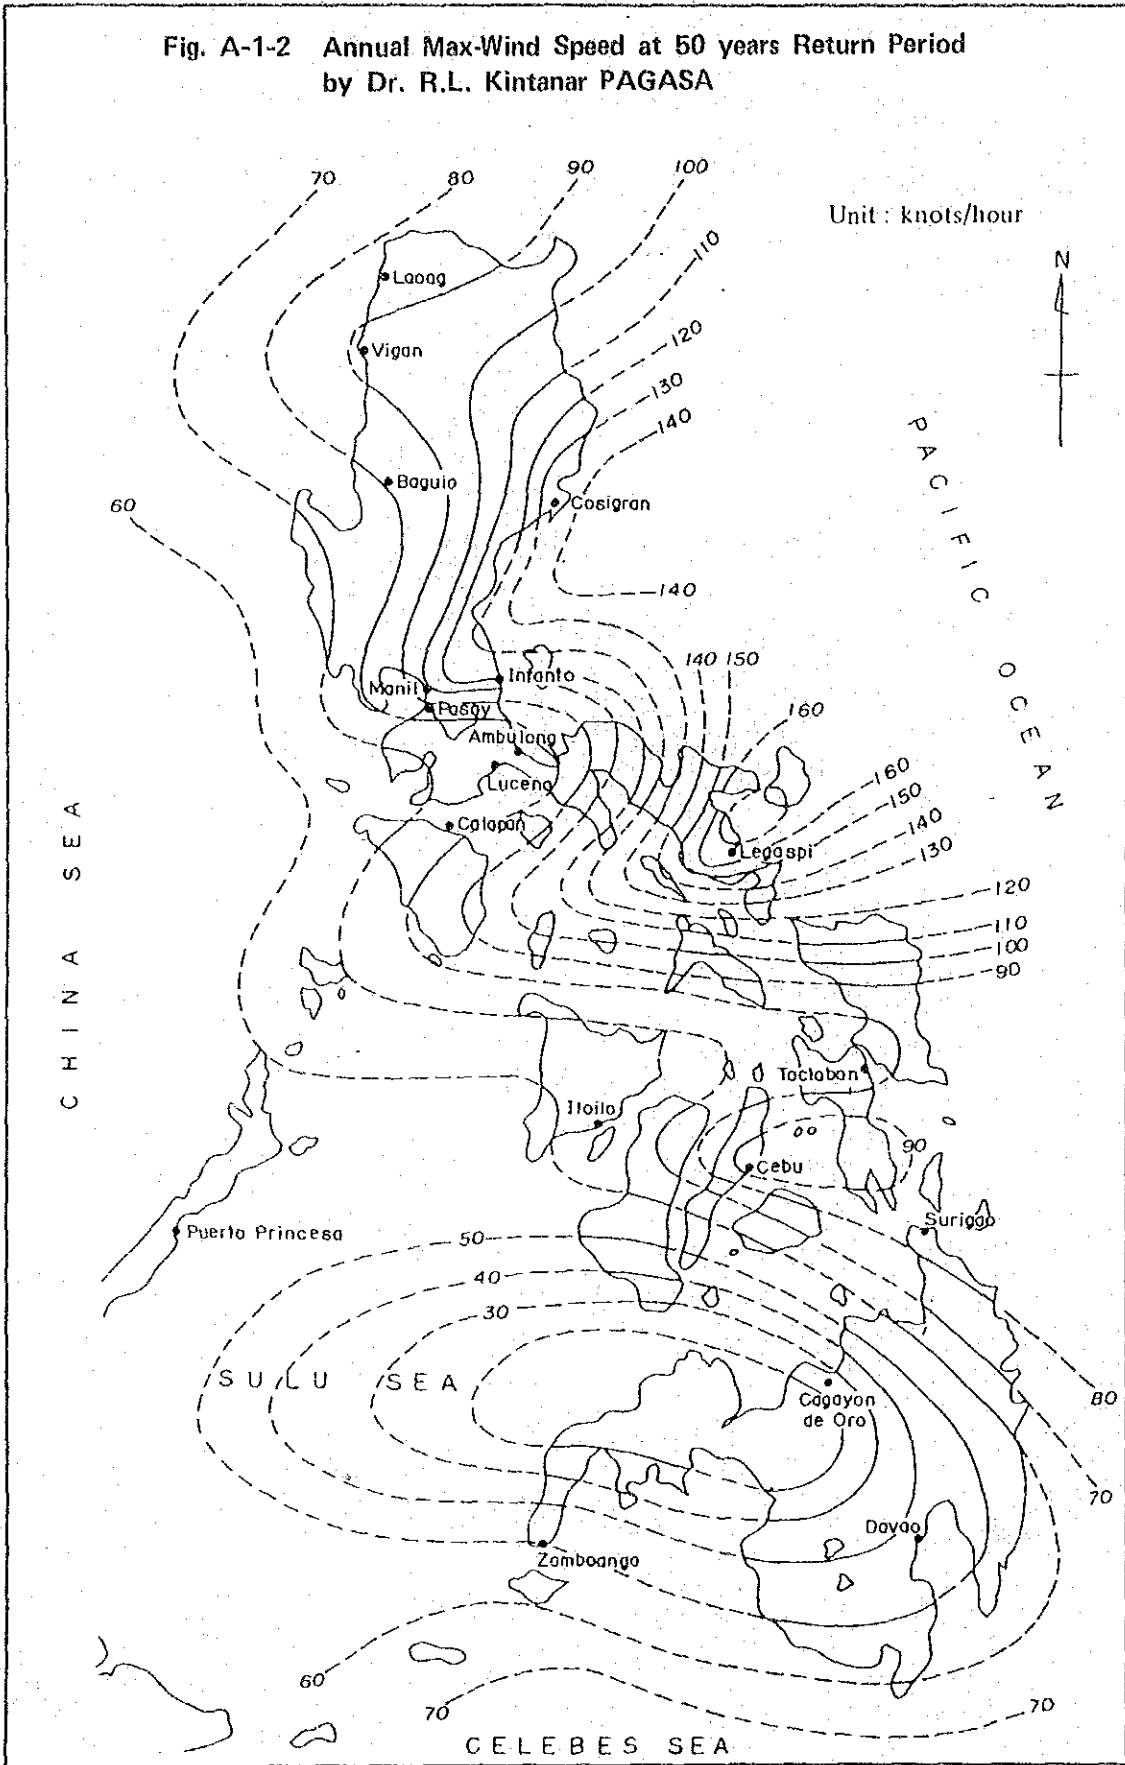 Fig. A-1-2 Annual Max-Wind Speed at 50 years Return Period
by Dr. R.L. Kintanar PAGASA
70
80
90
100
Unit : knots/hour
110
N
Laoag
120
Vigan
130
140
PACIFIC OCEAN
Baguio
Cosigran
60
140
140 150
Infanto
Manil
Pasay
160
Ambulong
160
Lucena
150
CHINA SEA
140
Calapan
Legaspi
130
120
110
100
90
Tacloban
Iloilo
90
Cebu
Surigao
Puerto Princesa
50
40
30
SULU SEA
80
Cagayan
de Oro
70
Davao
Zamboanga
60
70
70
CELEBES SEA